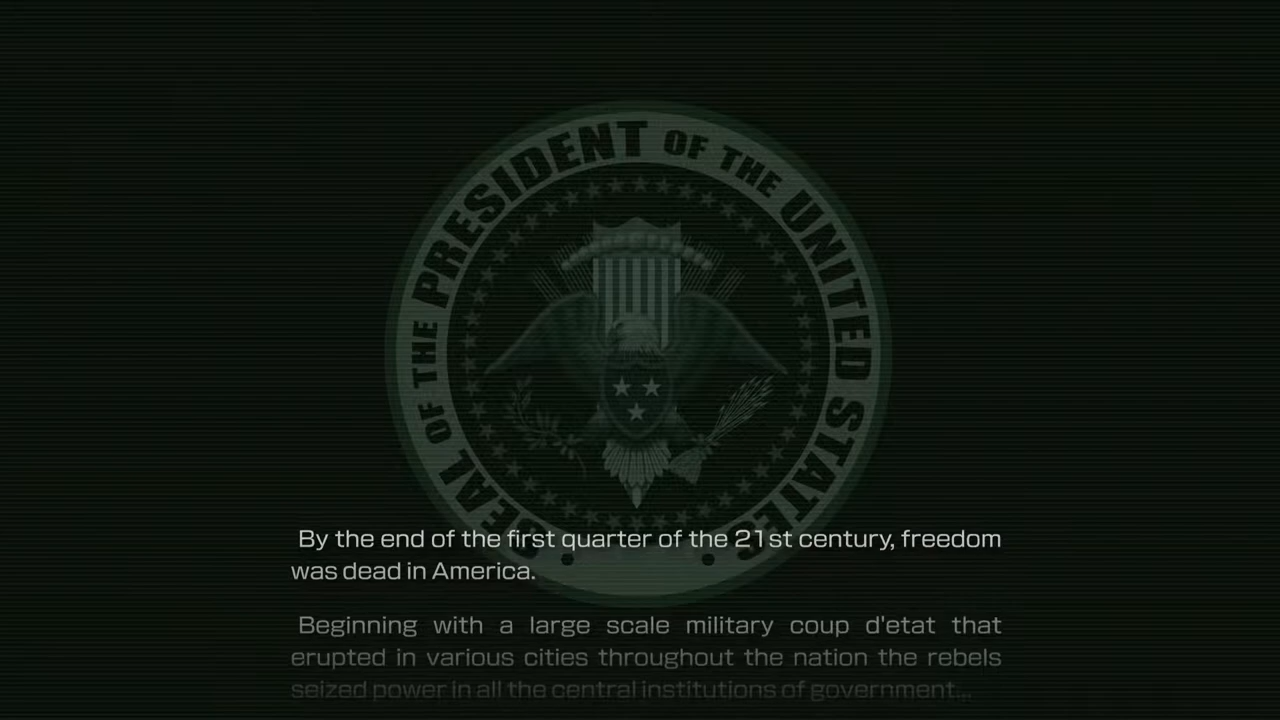 SEAL OF THE PRESIDENT OF THE UNITED STATES
By the end of the first quarter of the 21st century, freedom
was dead in America.
Beginning with a large scale military coup d'etat that
erupted in various cities throughout the nation the rebels
seized power in all the central institutions of government...